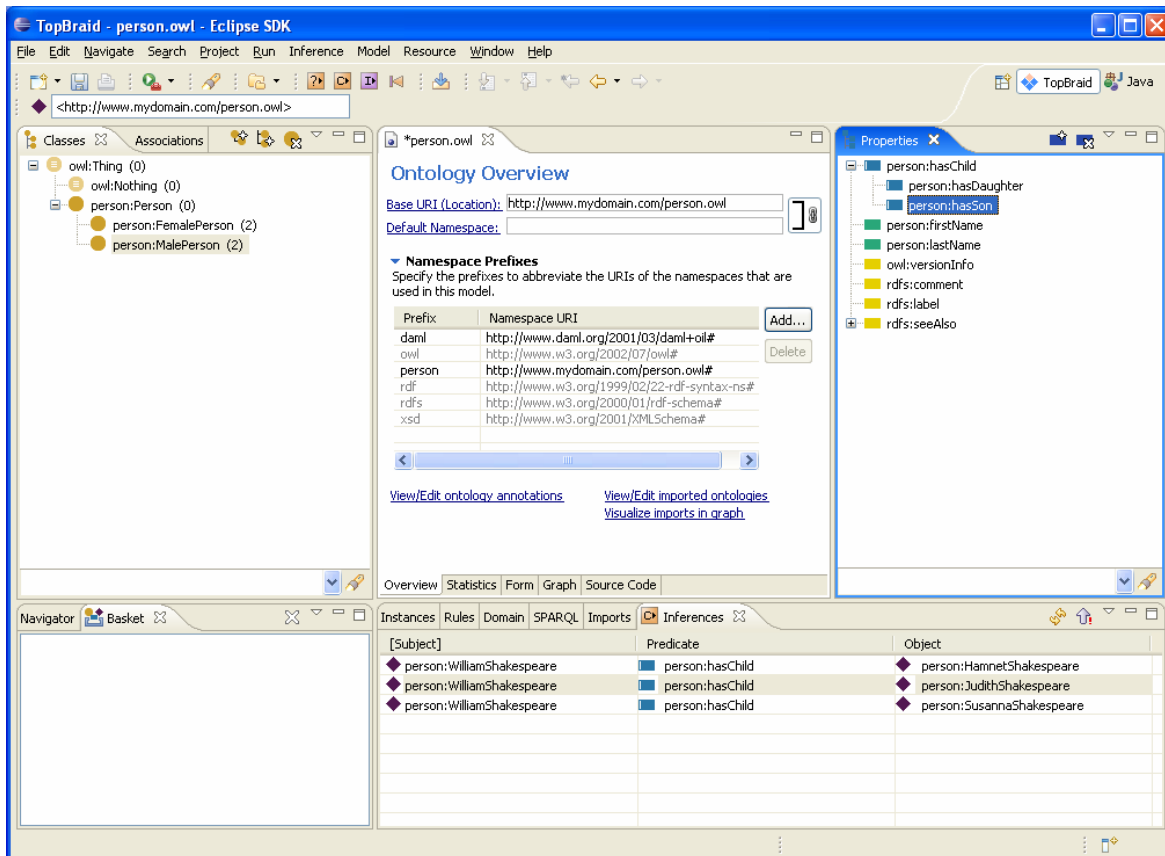 TopBraid - person.owl - Eclipse SDK
File Edit Navigate Search Project Run Inference Model Resource Window Help
TopBraid Java
<http://www.mydomain.com/person.owl>
Classes Associations
owl:Thing (0)
owl:Nothing (0)
person:Person (0)
person:FemalePerson (2)
person:MalePerson (2)
*person.owl
Ontology Overview
Base URI (Location): http://www.mydomain.com/person.owl
Default Namespace:
Namespace Prefixes
Specify the prefixes to abbreviate the URIs of the namespaces that are
used in this model.
Prefix Namespace URI
daml http://www.daml.org/2001/03/daml+oil#
owl http://www.w3.org/2002/07/owl#
person http://www.mydomain.com/person.owl#
rdf http://www.w3.org/1999/02/22-rdf-syntax-ns#
rdfs http://www.w3.org/2000/01/rdf-schema#
xsd http://www.w3.org/2001/XMLSchema#
Add...
Delete
View/Edit ontology annotations View/Edit imported ontologies
Visualize imports in graph
Overview Statistics Form Graph Source Code
Properties
person:hasChild
person:hasDaughter
person:hasSon
person:firstName
person:lastName
owl:versionInfo
rdfs:comment
rdfs:label
rdfs:seeAlso
Navigator Basket
Instances Rules Domain SPARQL Imports Inferences
[Subject] Predicate Object
person:WilliamShakespeare person:hasChild person:HamnetShakespeare
person:WilliamShakespeare person:hasChild person:JudithShakespeare
person:WilliamShakespeare person:hasChild person:SusannaShakespeare